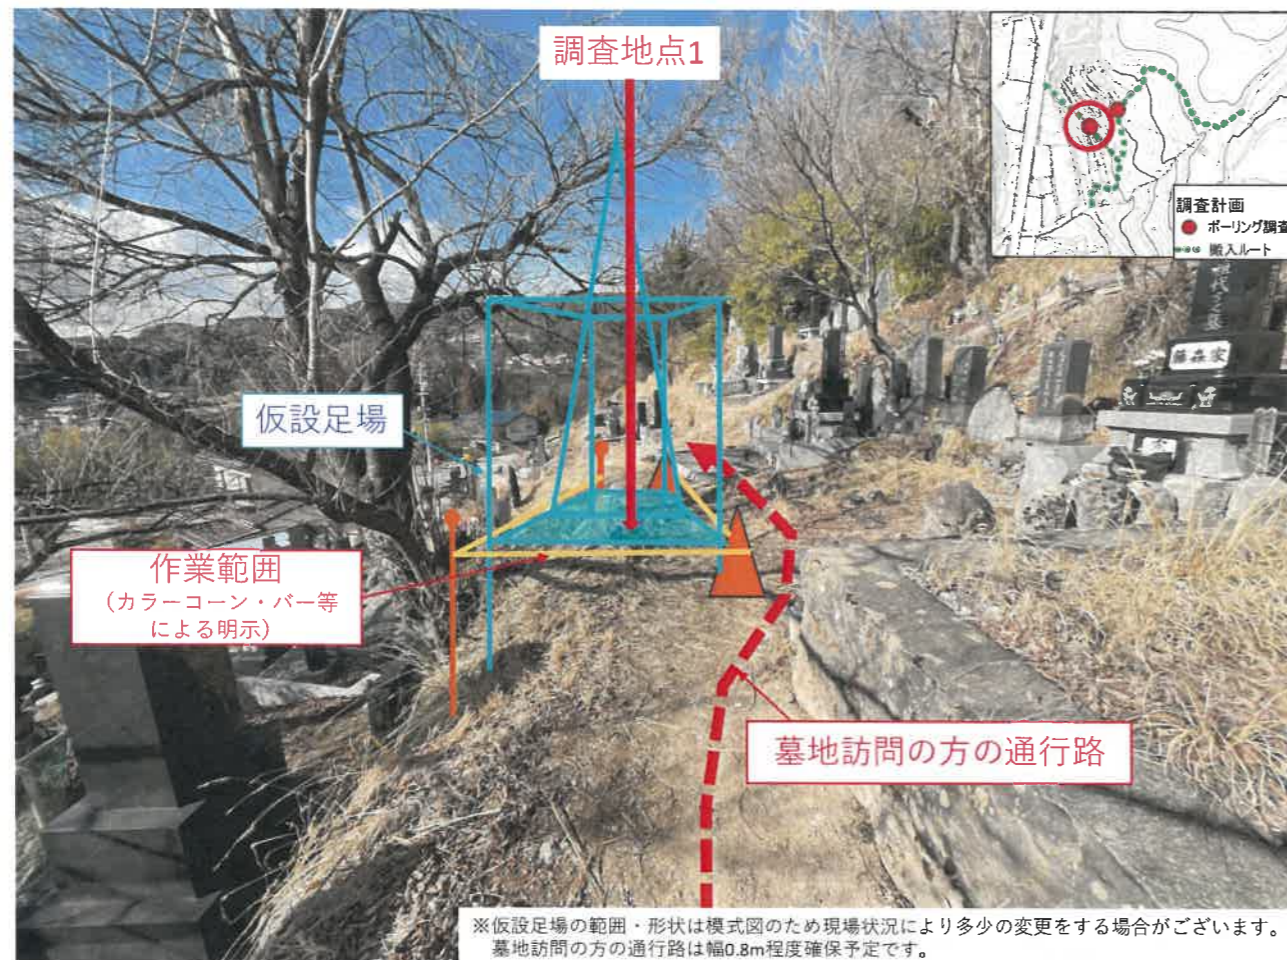 調査地点1
調査計画
ボーリング調査
搬入ルート
藤森家
仮設足場
作業範囲
(カラーコーン・バー等
による明示)
墓地訪問の方の通行路
※仮設足場の範囲・形状は模式図のため現場状況により多少の変更をする場合がございます。
墓地訪問の方の通行路は幅0.8m程度確保予定です。